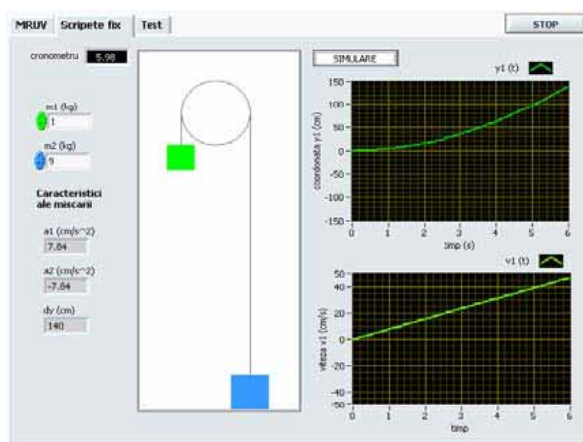 MRUV Scripete fix Test
STOP
cronometru 5.98
m1 (kg)
1
m2 (kg)
9
Caracteristici
ale miscarii
a1 (cm/s^2)
7.84
a2 (cm/s^2)
-7.84
dy (cm)
140
SIMULARE
y1 (t)
coordonata y1 (cm)
150
100
50
0
-50
-100
-150
0 1 2 3 4 5 6
timp (s)
v1 (t)
viteza v1 (cm/s)
50
40
20
0
-20
-40
-50
0 1 2 3 4 5 6
timp